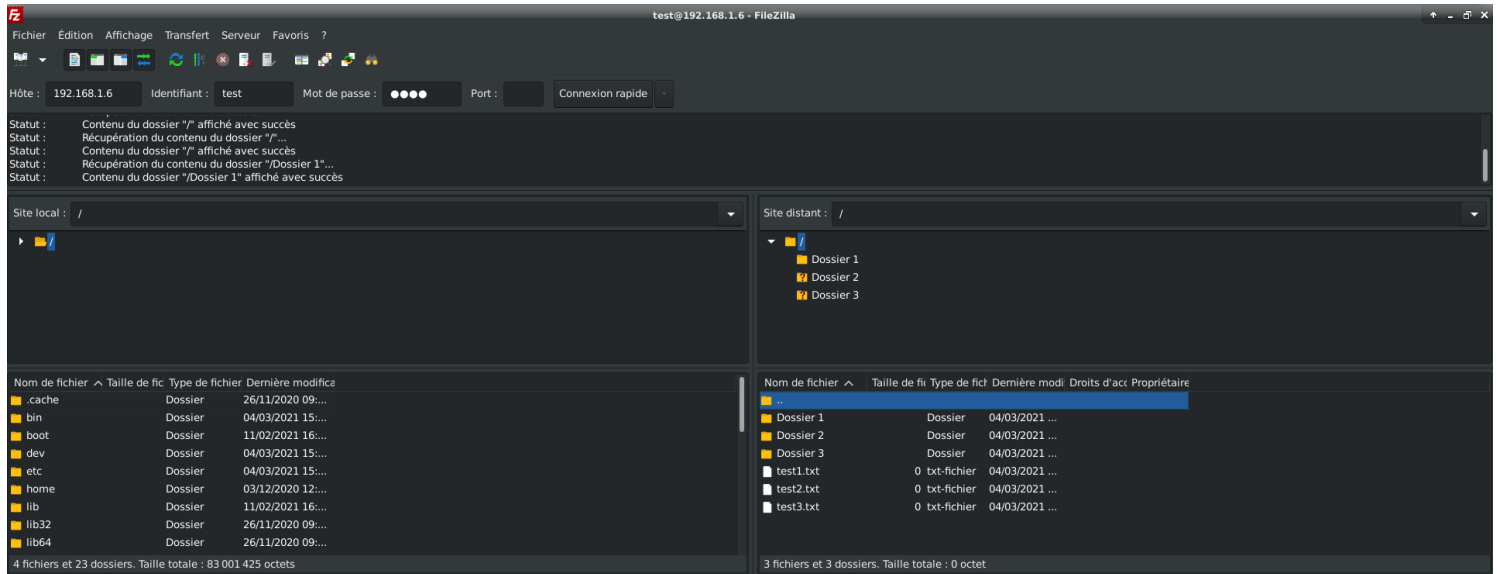 Fz
test@192.168.1.6 - FileZilla
Fichier Édition Affichage Transfert Serveur Favoris ?
Hôte : 192.168.1.6 Identifiant : test Mot de passe : ●●●● Port : Connexion rapide
Statut : Contenu du dossier "/" affiché avec succès
Statut : Récupération du contenu du dossier "/"...
Statut : Contenu du dossier "/" affiché avec succès
Statut : Récupération du contenu du dossier "/Dossier 1"...
Statut : Contenu du dossier "/Dossier 1" affiché avec succès
Site local : /
/
Nom de fichier Taille de fic Type de fichier Dernière modifica
.cache Dossier 26/11/2020 09:...
bin Dossier 04/03/2021 15:...
boot Dossier 11/02/2021 16:...
dev Dossier 04/03/2021 15:...
etc Dossier 04/03/2021 15:...
home Dossier 03/12/2020 12:...
lib Dossier 11/02/2021 16:...
lib32 Dossier 26/11/2020 09:...
lib64 Dossier 26/11/2020 09:...
4 fichiers et 23 dossiers. Taille totale : 83 001 425 octets
Site distant : /
/
Dossier 1
? Dossier 2
? Dossier 3
Nom de fichier Taille de fi Type de fich Dernière modi Droits d'acc Propriétaire
..
Dossier 1 Dossier 04/03/2021 ...
Dossier 2 Dossier 04/03/2021 ...
Dossier 3 Dossier 04/03/2021 ...
test1.txt 0 txt-fichier 04/03/2021 ...
test2.txt 0 txt-fichier 04/03/2021 ...
test3.txt 0 txt-fichier 04/03/2021 ...
3 fichiers et 3 dossiers. Taille totale : 0 octet